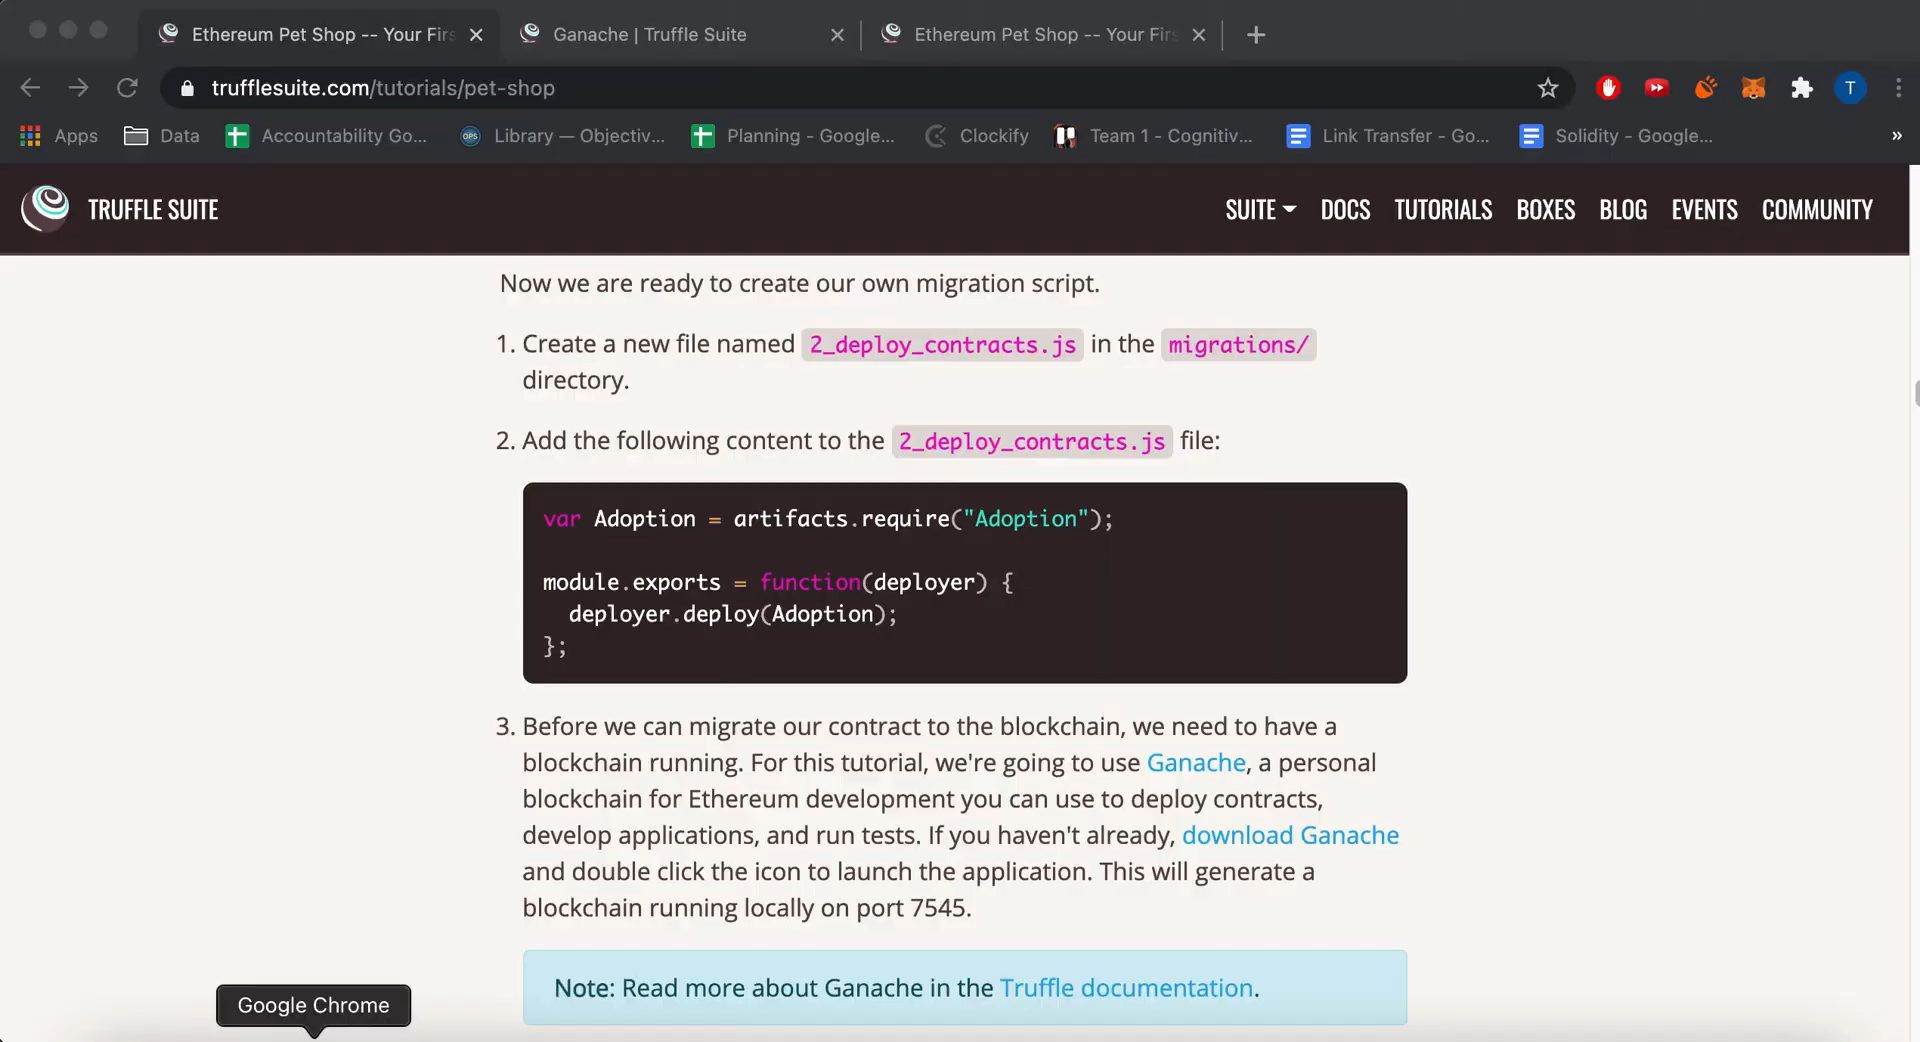 Ethereum Pet Shop -- Your Firs
Ganache | Truffle Suite
Ethereum Pet Shop -- Your Firs
trufflesuite.com/tutorials/pet-shop
T
Apps
Data
Accountability Go...
OPS
Library — Objectiv...
Planning - Google...
Clockify
Team 1 - Cognitiv...
Link Transfer - Go...
Solidity - Google...
»
TRUFFLE SUITE
SUITE
DOCS
TUTORIALS
BOXES
BLOG
EVENTS
COMMUNITY
Now we are ready to create our own migration script.
1. Create a new file named 2_deploy_contracts.js in the migrations/
directory.
2. Add the following content to the 2_deploy_contracts.js file:
var Adoption = artifacts.require("Adoption");
module.exports = function(deployer) {
deployer.deploy(Adoption);
};
3. Before we can migrate our contract to the blockchain, we need to have a
blockchain running. For this tutorial, we're going to use Ganache, a personal
blockchain for Ethereum development you can use to deploy contracts,
develop applications, and run tests. If you haven't already, download Ganache
and double click the icon to launch the application. This will generate a
blockchain running locally on port 7545.
Note: Read more about Ganache in the Truffle documentation.
Google Chrome